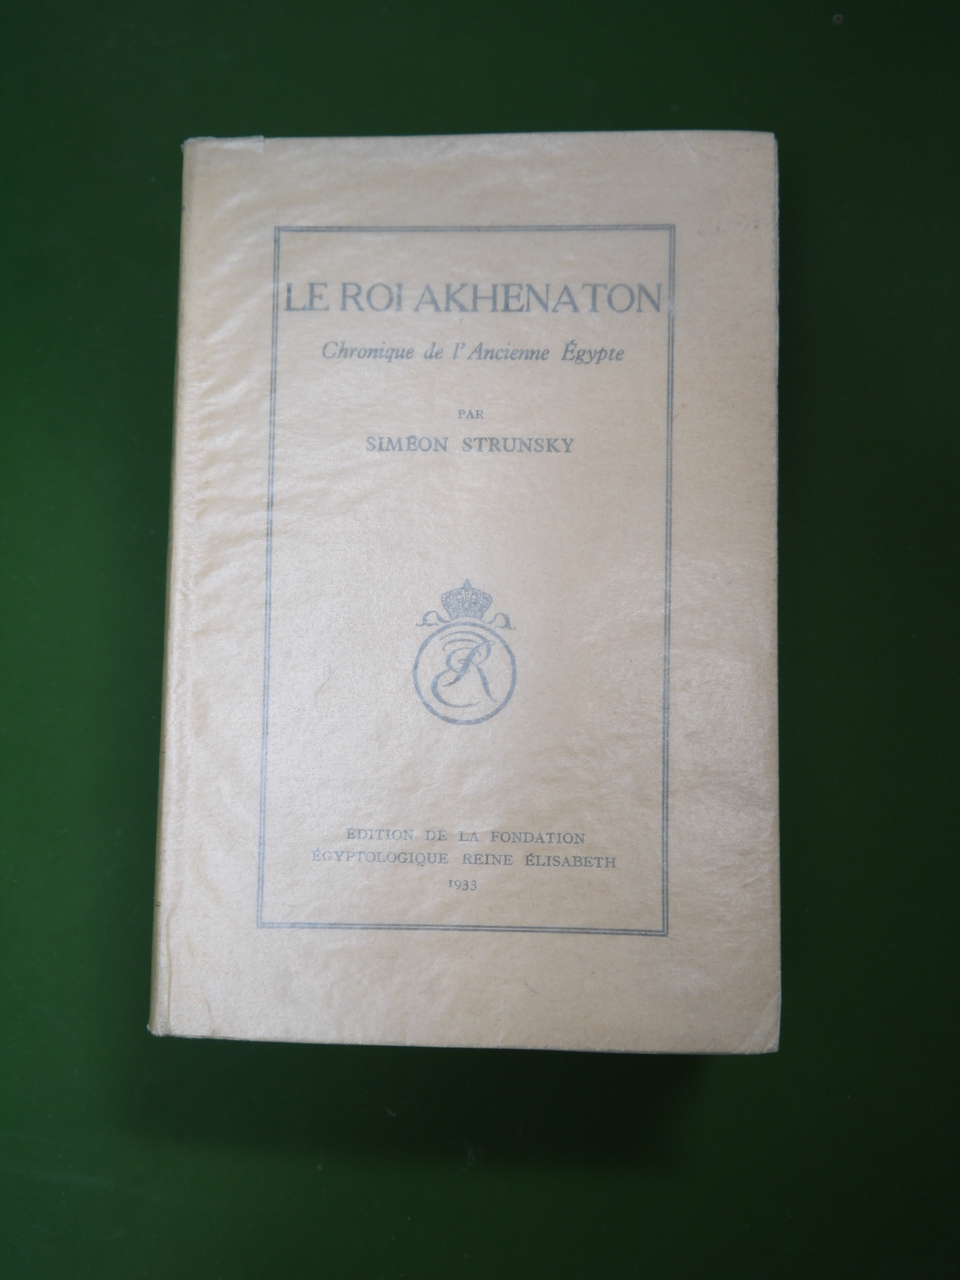 LE ROI AKHENATON
Chronique de l'Ancienne Égypte
PAR
SIMÉON STRUNSKY
ÉDITION DE LA FONDATION
ÉGYPTOLOGIQUE REINE ÉLISABETH
1933